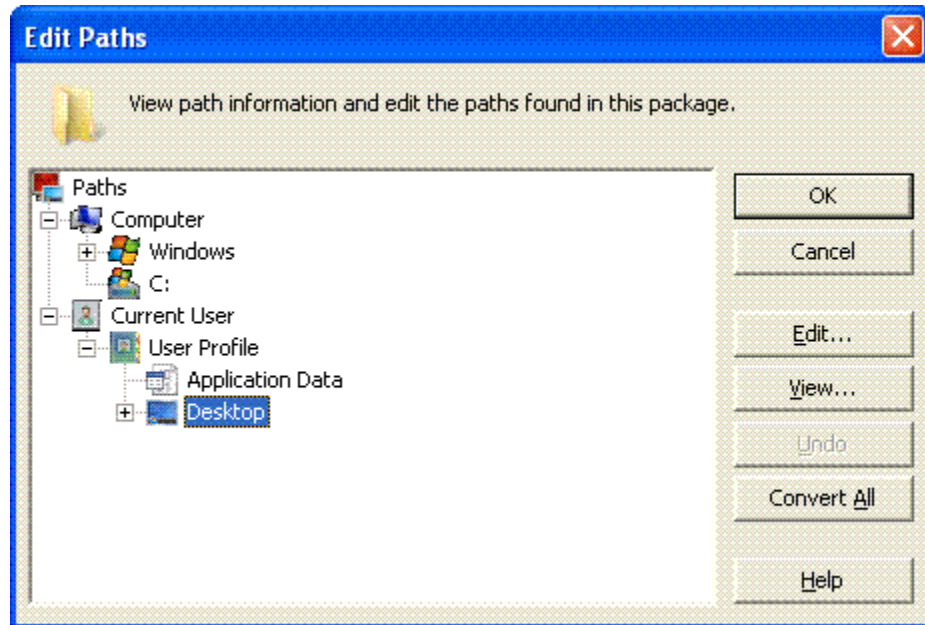 Edit Paths
View path information and edit the paths found in this package.
Paths
Computer
Windows
C:
Current User
User Profile
Application Data
Desktop
OK
Cancel
Edit...
View...
Undo
Convert All
Help